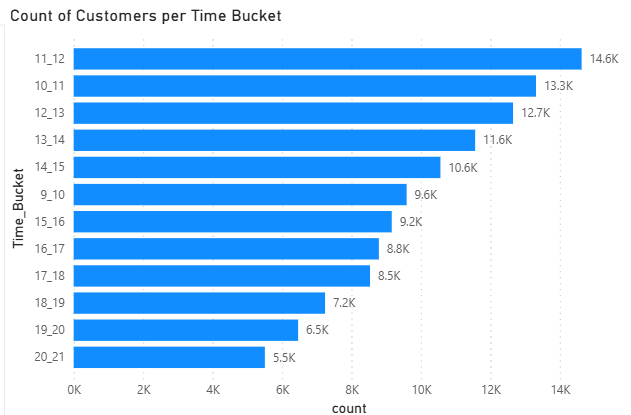 Count of Customers per Time Bucket
Time_Bucket
11_12 14.6K
10_11 13.3K
12_13 12.7K
13_14 11.6K
14_15 10.6K
9_10 9.6K
15_16 9.2K
16_17 8.8K
17_18 8.5K
18_19 7.2K
19_20 6.5K
20_21 5.5K
0K 2K 4K 6K 8K 10K 12K 14K
count